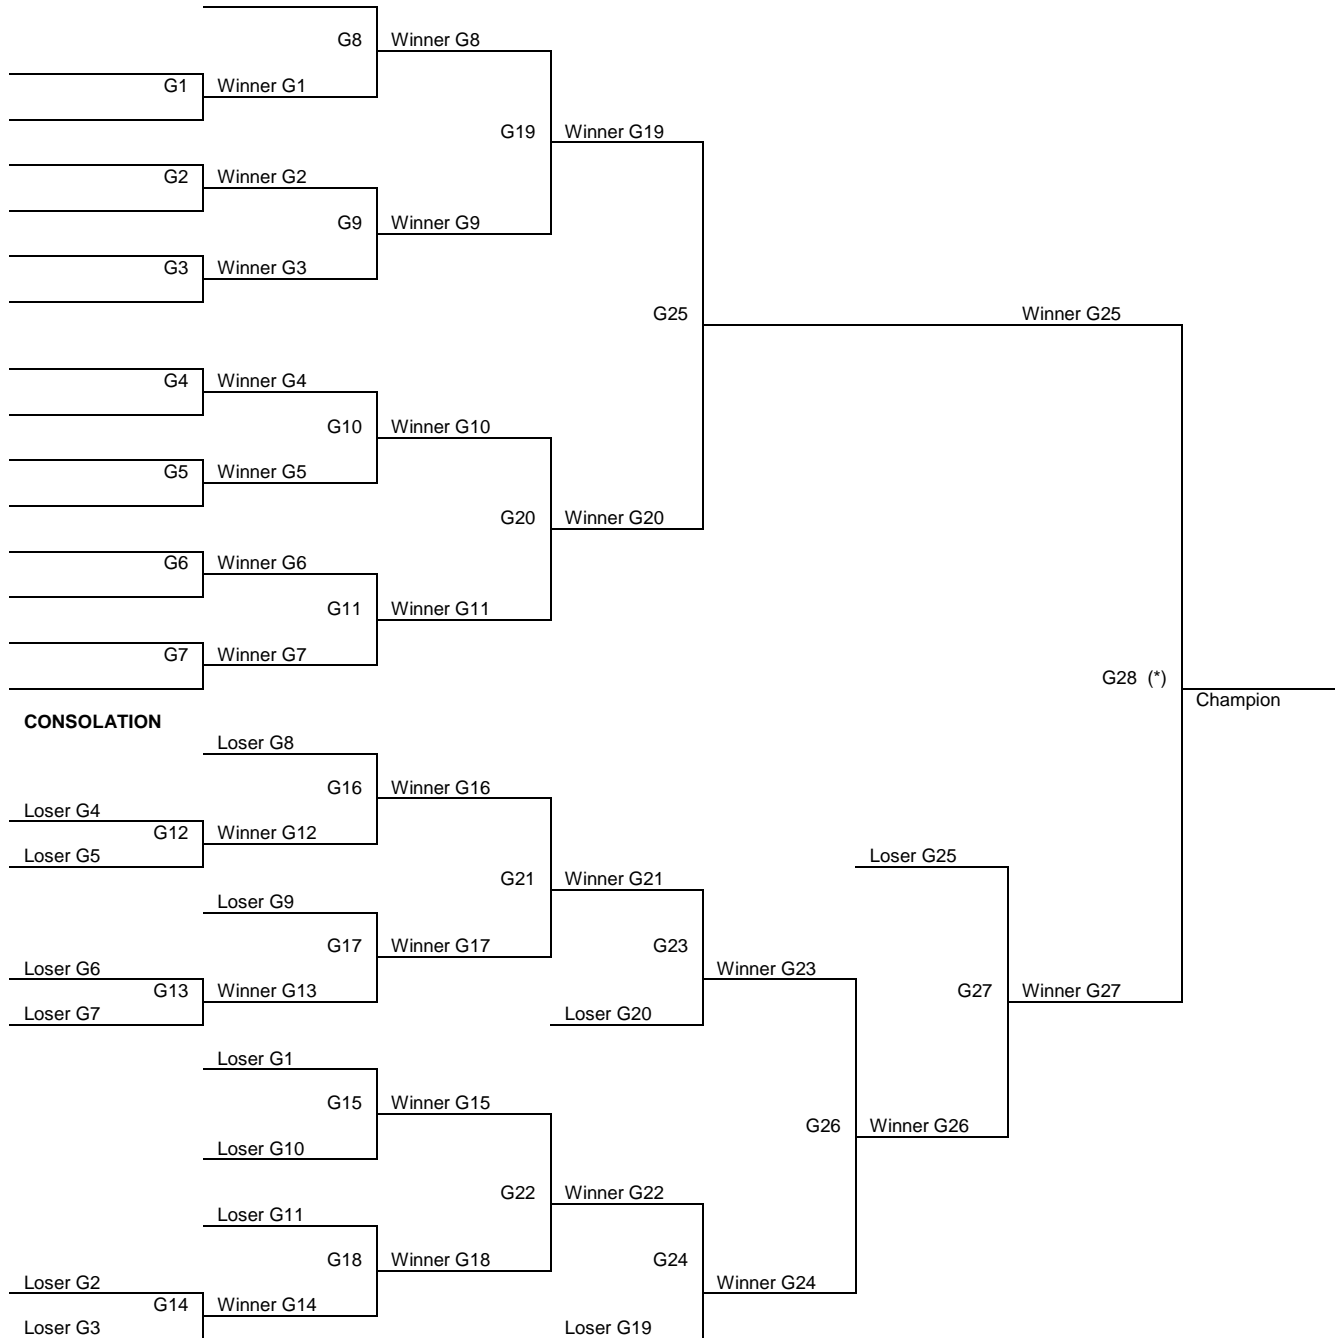 G8 Winner G8
G1 Winner G1
G19 Winner G19
G2 Winner G2
G9 Winner G9
G3 Winner G3
G25 Winner G25
G4 Winner G4
G10 Winner G10
G5 Winner G5
G20 Winner G20
G6 Winner G6
G11 Winner G11
G7 Winner G7
G28 (*)
Champion
CONSOLATION
Loser G8
G16 Winner G16
Loser G4
G12 Winner G12
Loser G5
Loser G25
G21 Winner G21
Loser G9
G17 Winner G17
G23
Loser G6
Winner G23
G13 Winner G13
G27 Winner G27
Loser G7
Loser G20
Loser G1
G15 Winner G15
G26 Winner G26
Loser G10
G22 Winner G22
Loser G11
G18 Winner G18
G24
Loser G2
Winner G24
G14 Winner G14
Loser G3
Loser G19